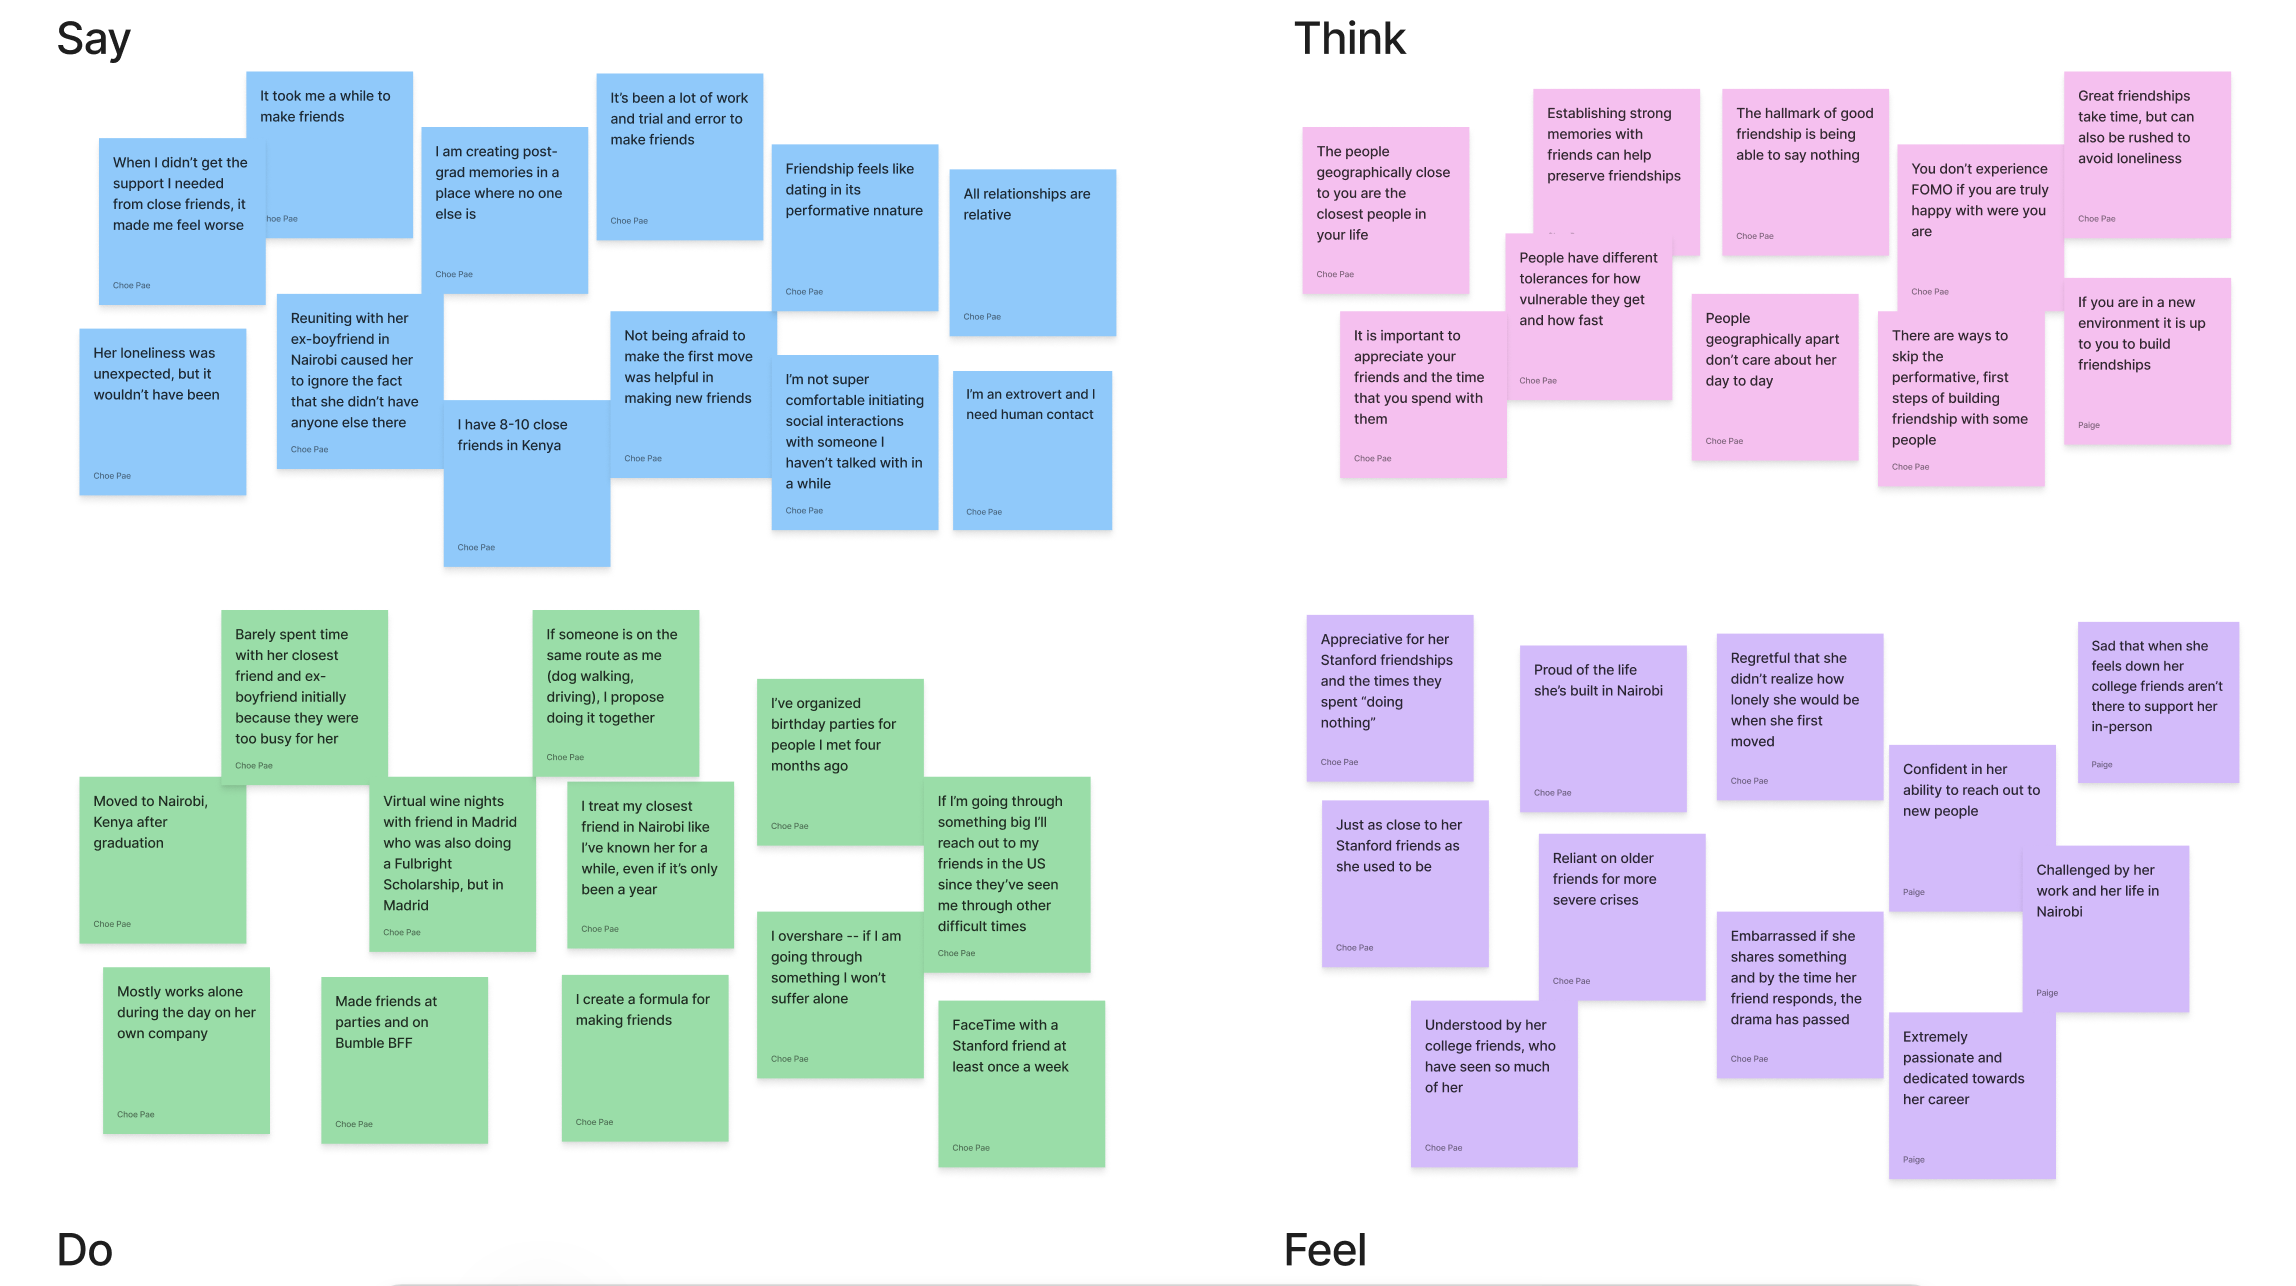 Say
It took me a while to
make friends
hoe Pae
When I didn't get the
support I needed
from close friends, it
made me feel worse
Choe Pae
I am creating post-
grad memories in a
place where no one
else is
Choe Pae
It's been a lot of work
and trial and error to
make friends
Choe Pae
Friendship feels like
dating in its
performative nnature
Choe Pae
All relationships are
relative
Choe Pae
Her loneliness was
unexpected, but it
wouldn't have been
Choe Pae
Reuniting with her
ex-boyfriend in
Nairobi caused her
to ignore the fact
that she didn't have
anyone else there
Choe Pae
I have 8-10 close
friends in Kenya
Choe Pae
Not being afraid to
make the first move
was helpful in
making new friends
Choe Pae
I'm not super
comfortable initiating
social interactions
with someone I
haven't talked with in
a while
Choe Pae
I'm an extrovert and I
need human contact
Choe Pae
Think
The people
geographically close
to you are the
closest people in
your life
Choe Pae
Establishing strong
memories with
friends can help
preserve friendships
The hallmark of good
friendship is being
able to say nothing
Choe Pae
You don't experience
FOMO if you are truly
happy with were you
are
Choe Pae
Great friendships
take time, but can
also be rushed to
avoid loneliness
Choe Pae
It is important to
appreciate your
friends and the time
that you spend with
them
Choe Pae
People have different
tolerances for how
vulnerable they get
and how fast
Choe Pae
People
geographically apart
don't care about her
day to day
Choe Pae
There are ways to
skip the
performative, first
steps of building
friendship with some
people
Choe Pae
If you are in a new
environment it is up
to you to build
friendships
Paige
Barely spent time
with her closest
friend and ex-
boyfriend initially
because they were
too busy for her
Choe Pae
If someone is on the
same route as me
(dog walking,
driving), I propose
doing it together
Choe Pae
I've organized
birthday parties for
people I met four
months ago
Choe Pae
Moved to Nairobi,
Kenya after
graduation
Choe Pae
Virtual wine nights
with friend in Madrid
who was also doing
a Fulbright
Scholarship, but in
Madrid
Choe Pae
I treat my closest
friend in Nairobi like
I've known her for a
while, even if it's only
been a year
Choe Pae
If I'm going through
something big I'll
reach out to my
friends in the US
since they've seen
me through other
difficult times
Choe Pae
I overshare -- if I am
going through
something I won't
suffer alone
Choe Pae
Mostly works alone
during the day on her
own company
Choe Pae
Made friends at
parties and on
Bumble BFF
Choe Pae
I create a formula for
making friends
Choe Pae
FaceTime with a
Stanford friend at
least once a week
Choe Pae
Do
Appreciative for her
Stanford friendships
and the times they
spent "doing
nothing"
Choe Pae
Proud of the life
she's built in Nairobi
Choe Pae
Regretful that she
didn't realize how
lonely she would be
when she first
moved
Choe Pae
Sad that when she
feels down her
college friends aren't
there to support her
in-person
Paige
Confident in her
ability to reach out to
new people
Paige
Just as close to her
Stanford friends as
she used to be
Choe Pae
Reliant on older
friends for more
severe crises
Choe Pae
Challenged by her
work and her life in
Nairobi
Paige
Embarrassed if she
shares something
and by the time her
friend responds, the
drama has passed
Choe Pae
Understood by her
college friends, who
have seen so much
of her
Choe Pae
Extremely
passionate and
dedicated towards
her career
Paige
Feel